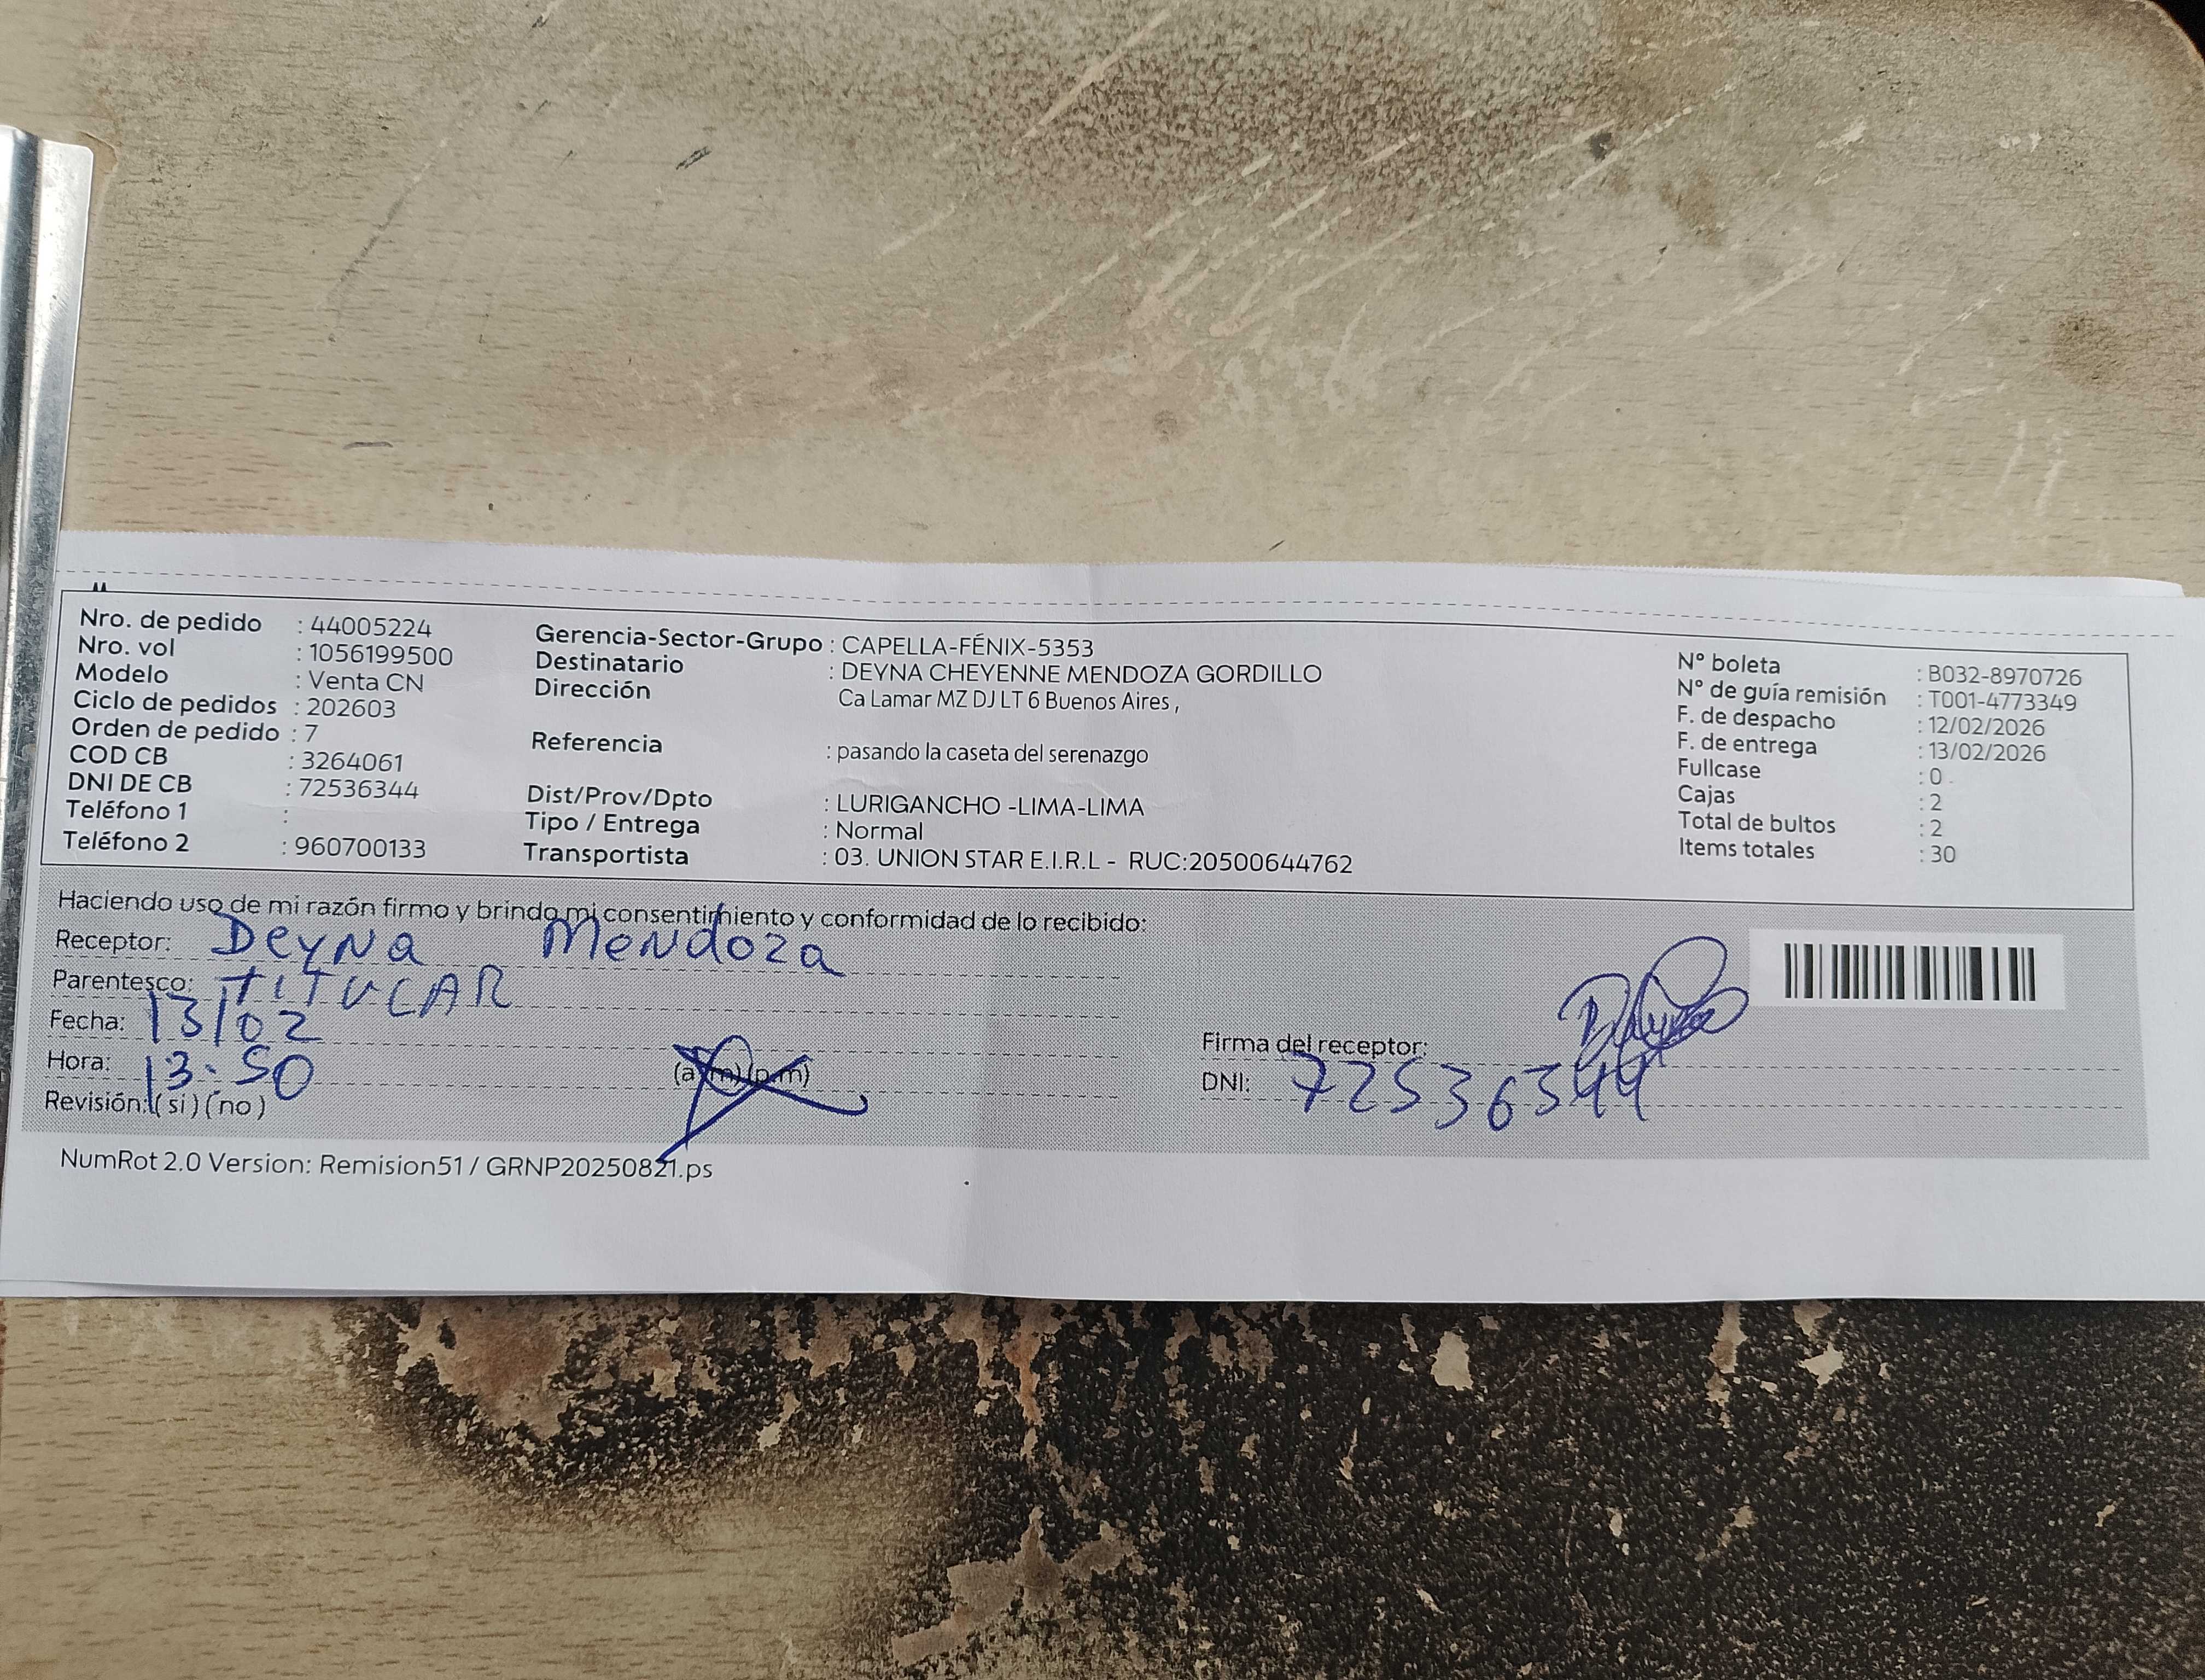 Nro. de pedido : 44005224
Nro. vol : 1056199500
Modelo : Venta CN
Ciclo de pedidos : 202603
Orden de pedido : 7
COD CB : 3264061
DNI DE CB : 72536344
Teléfono 1 :
Teléfono 2 : 960700133
Gerencia-Sector-Grupo : CAPELLA-FÉNIX-5353
Destinatario : DEYNA CHEYENNE MENDOZA GORDILLO
Dirección Ca Lamar MZ DJ LT 6 Buenos Aires ,
Referencia : pasando la caseta del serenazgo
Dist/Prov/Dpto : LURIGANCHO -LIMA-LIMA
Tipo / Entrega : Normal
Transportista : 03. UNION STAR E.I.R.L - RUC:20500644762
N° boleta : B032-8970726
N° de guía remisión : T001-4773349
F. de despacho : 12/02/2026
F. de entrega : 13/02/2026
Fullcase : 0
Cajas : 2
Total de bultos : 2
Items totales : 30
Haciendo uso de mi razón firmo y brindo mi consentimiento y conformidad de lo recibido:
Receptor: Deyna Mendoza
Parentesco: TITULAR
Fecha: 13/02
Hora: 13:50 (a.m) (p.m)
Revisión: ( si ) ( no )
Firma del receptor:
DNI: 72536344
NumRot 2.0 Version: Remision51 / GRNP20250821.ps